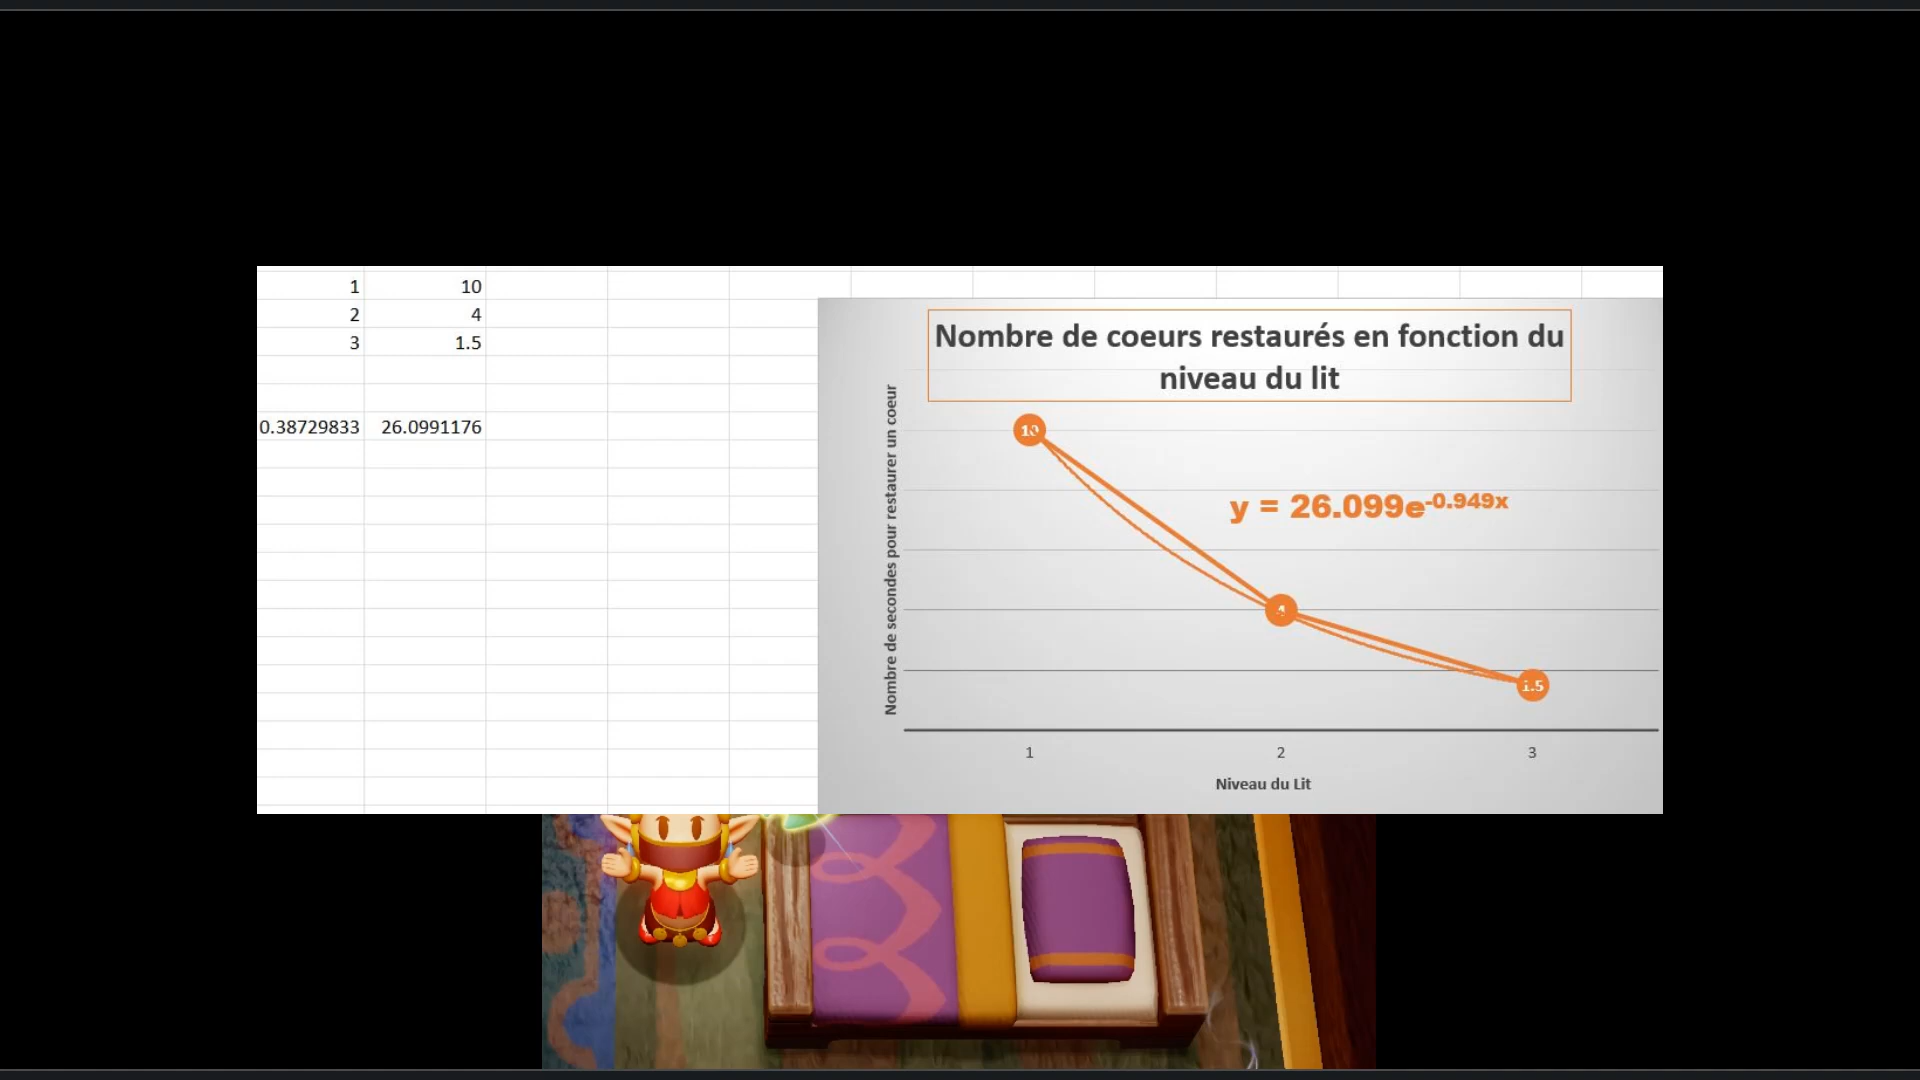 1 10
2 4
3 1.5
0.38729833 26.0991176
Nombre de coeurs restaurés en fonction du
niveau du lit
Nombre de secondes pour restaurer un coeur
10
y = 26.099e-0.949x
4
1.5
1 2 3
Niveau du Lit